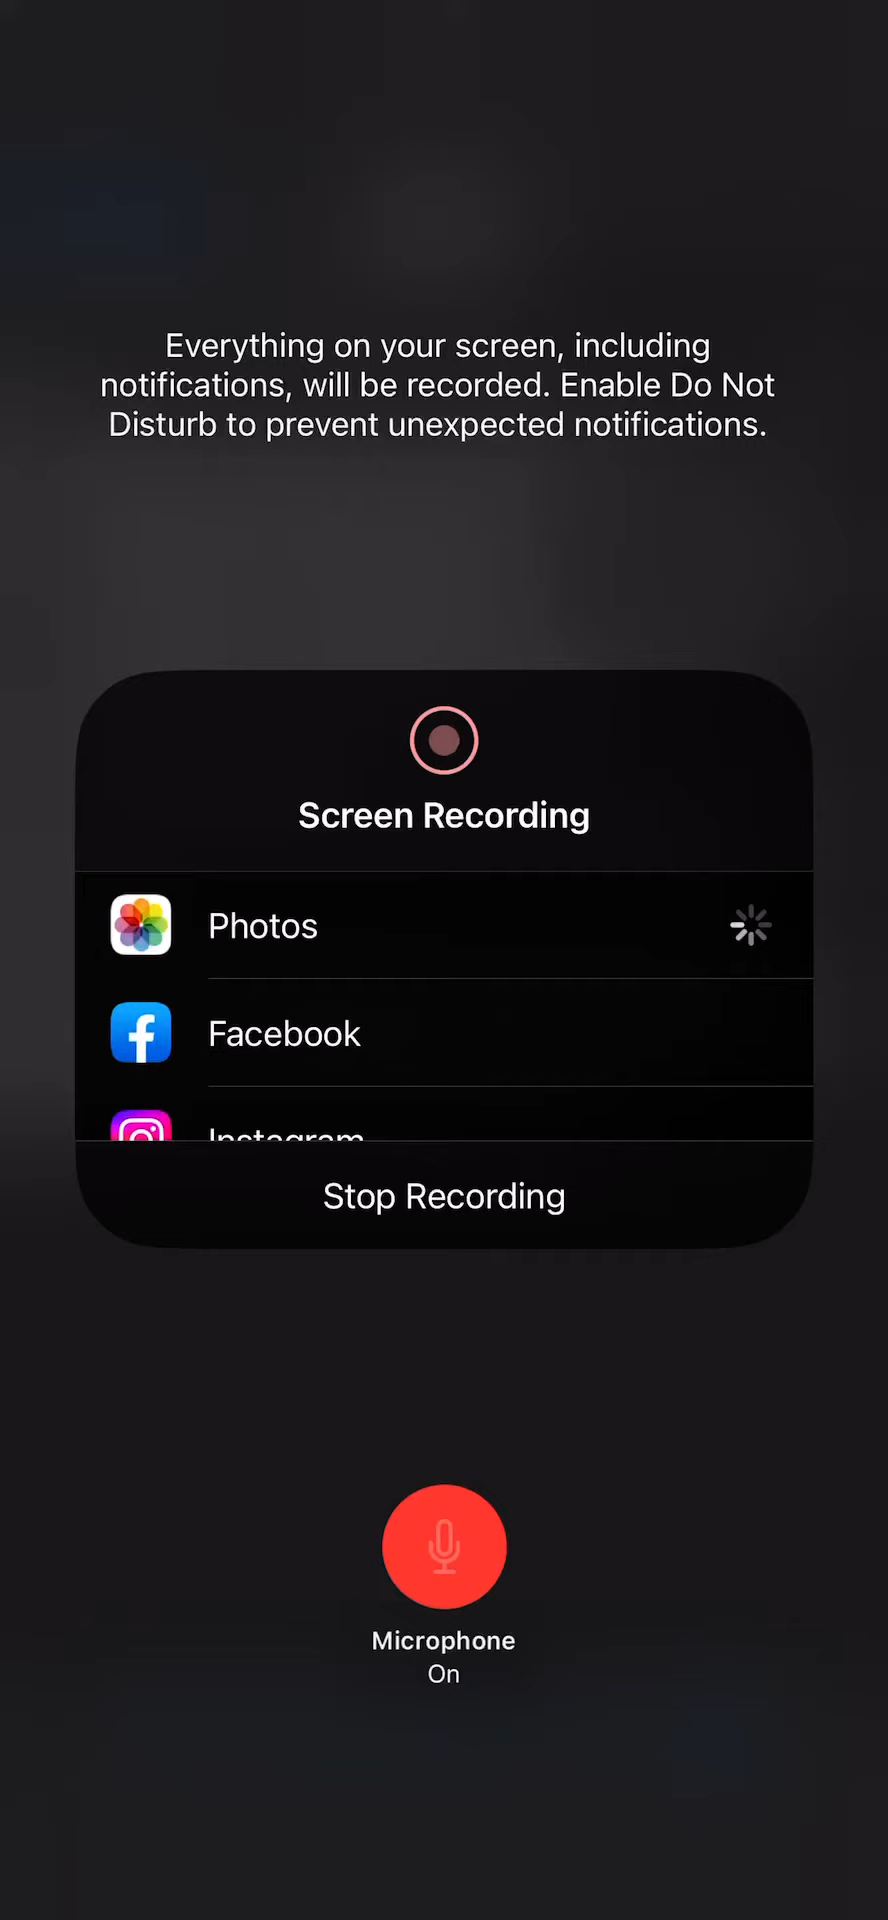 Everything on your screen, including
notifications, will be recorded. Enable Do Not
Disturb to prevent unexpected notifications.
Screen Recording
Photos
Facebook
Instagram
Stop Recording
Microphone
On